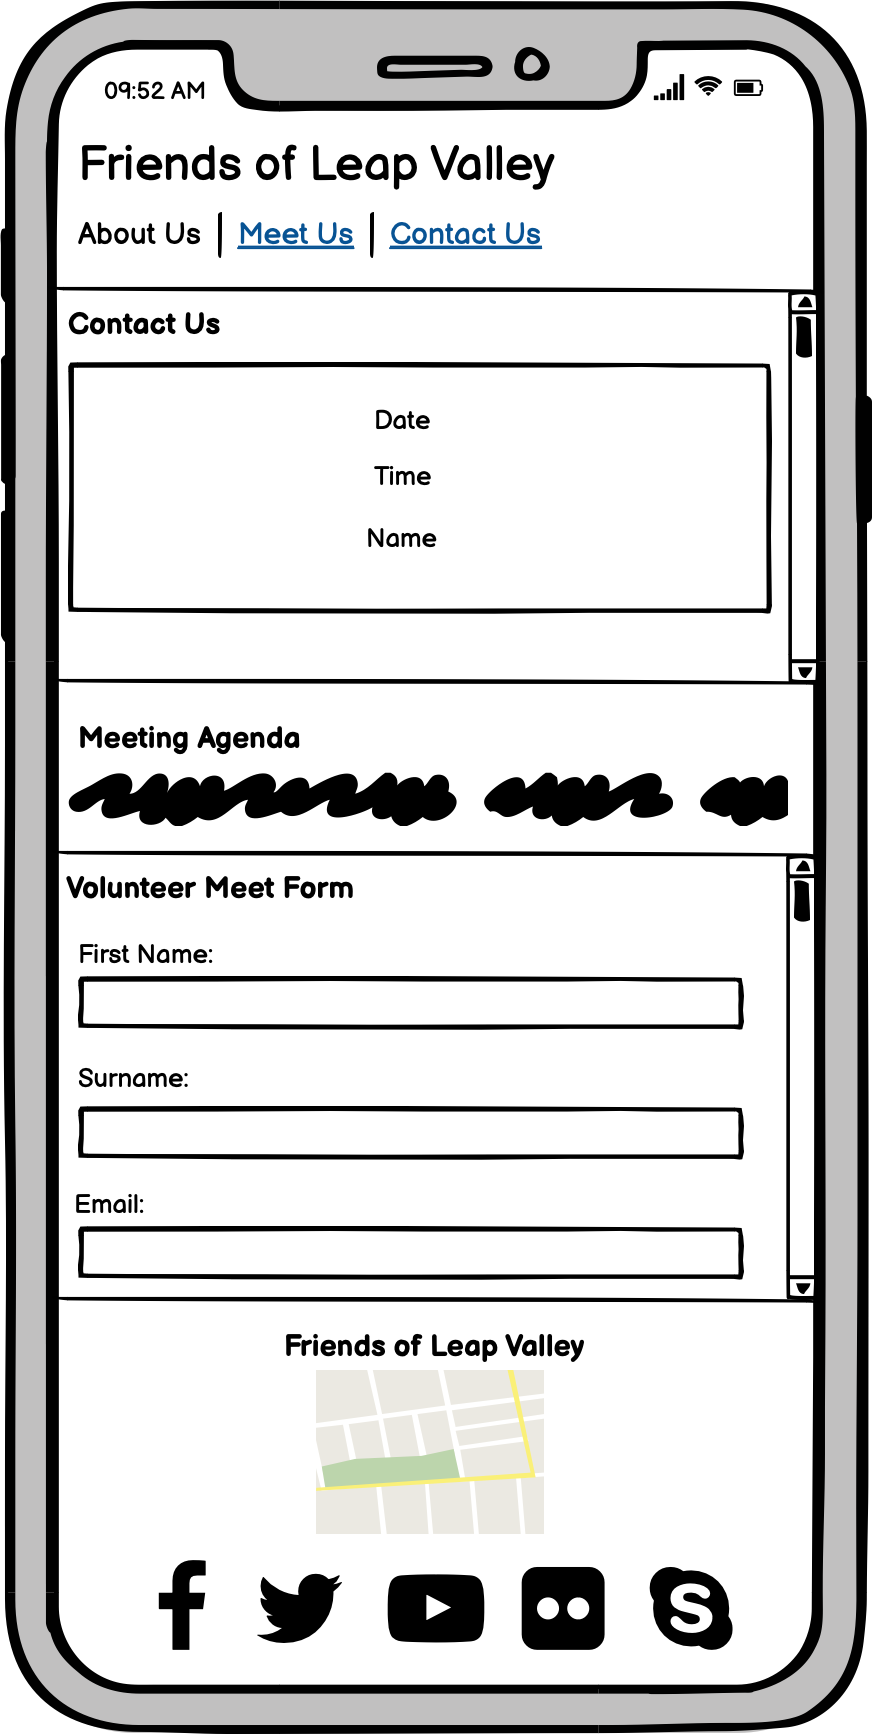 09:52 AM
Friends of Leap Valley
About Us | Meet Us | Contact Us
Contact Us
Date
Time
Name
Meeting Agenda
Volunteer Meet Form
First Name:
Surname:
Email:
Friends of Leap Valley